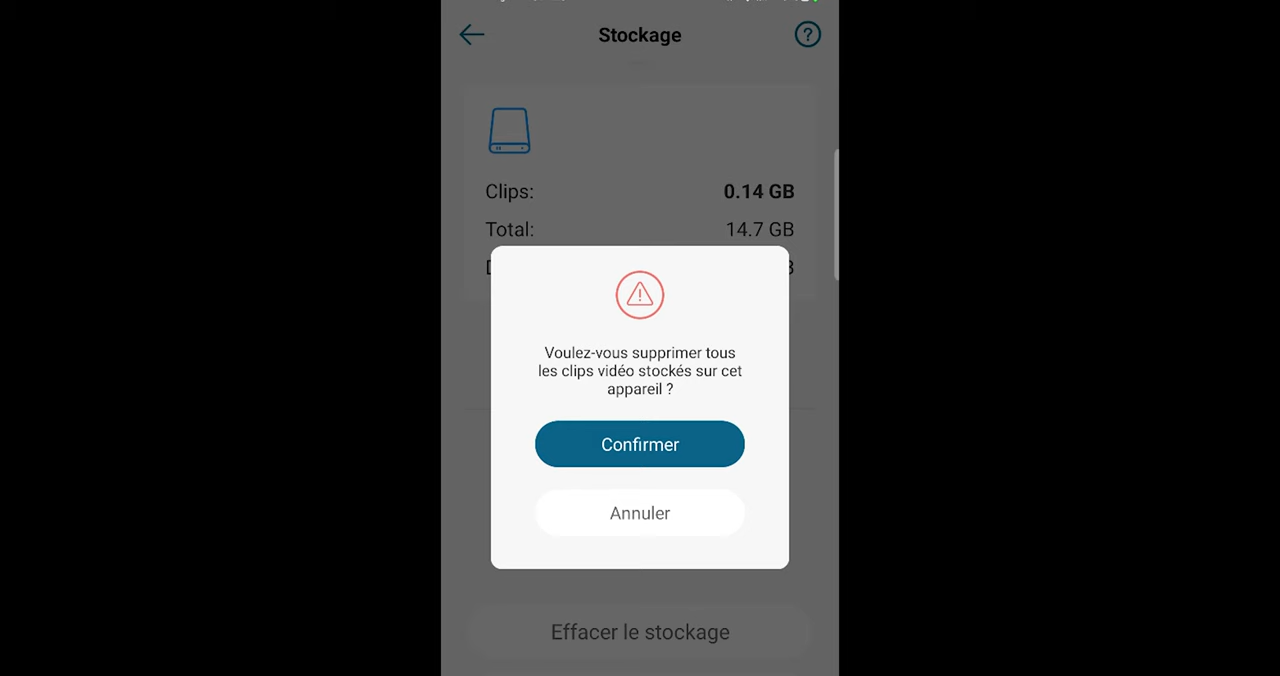 Stockage
Clips: 0.14 GB
Total: 14.7 GB
Voulez-vous supprimer tous
les clips vidéo stockés sur cet
appareil ?
Confirmer
Annuler
Effacer le stockage